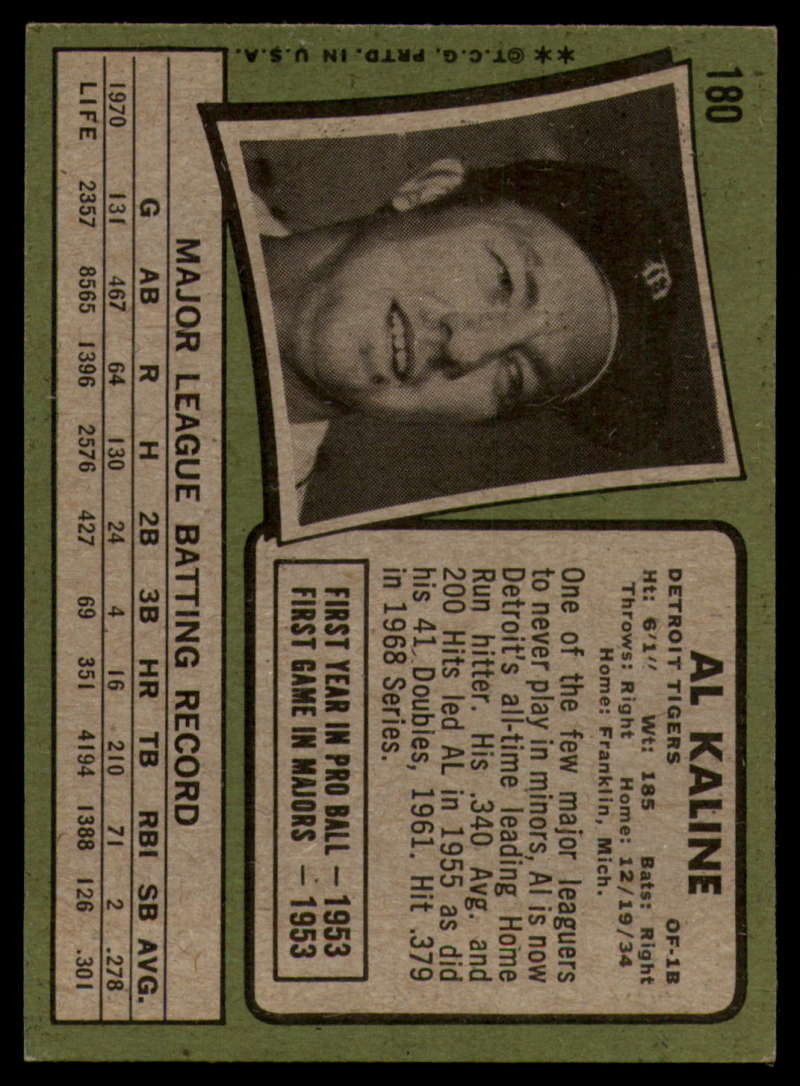 180
**©T.C.G. PRTD. IN U.S.A.
AL KALINE
DETROIT TIGERS OF-1B
Ht: 6'1" Wt: 185 Bats: Right
Throws: Right Home: 12/19/34
Home: Franklin, Mich.
One of the few major leaguers
to never play in minors, Al is now
Detroit's all-time leading Home
Run hitter. His .340 Avg. and
200 Hits led AL in 1955 as did
his 41 Doubles, 1961. Hit .379
in 1968 Series.
FIRST YEAR IN PRO BALL — 1953
FIRST GAME IN MAJORS — 1953
MAJOR LEAGUE BATTING RECORD
G AB R H 2B 3B HR TB RBI SB AVG.
1970 131 467 64 130 24 4 16 210 71 2 .278
LIFE 2357 8565 1396 2576 427 69 351 4194 1388 126 .301